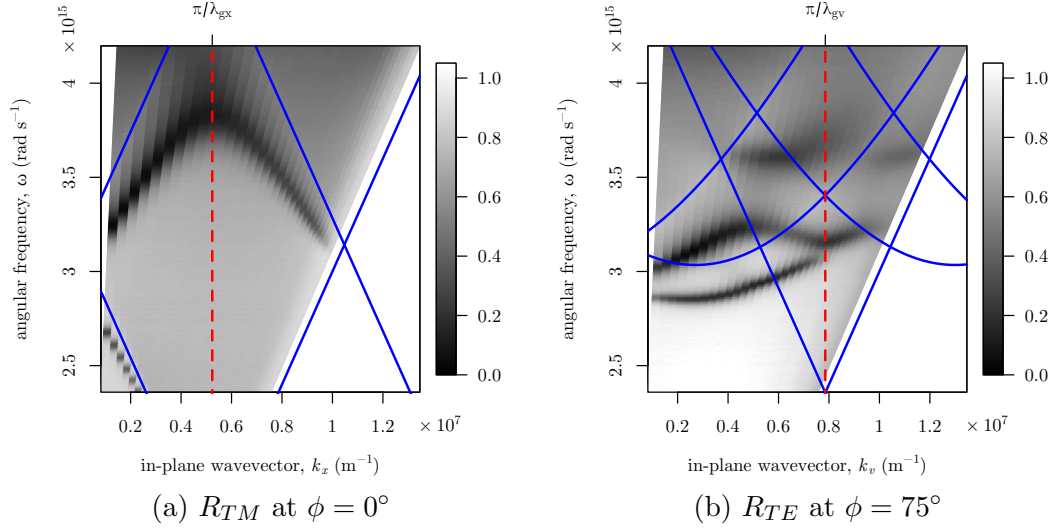 π/λgx
× 10¹⁵
angular frequency, ω (rad s⁻¹)
4
3.5
3
2.5
0.2 0.4 0.6 0.8 1 1.2 × 10⁷
in-plane wavevector, kx (m⁻¹)
1.0
0.8
0.6
0.4
0.2
0.0
(a) RTM at ϕ = 0°
π/λgv
× 10¹⁵
angular frequency, ω (rad s⁻¹)
4
3.5
3
2.5
0.2 0.4 0.6 0.8 1 1.2 × 10⁷
in-plane wavevector, kv (m⁻¹)
1.0
0.8
0.6
0.4
0.2
0.0
(b) RTE at ϕ = 75°